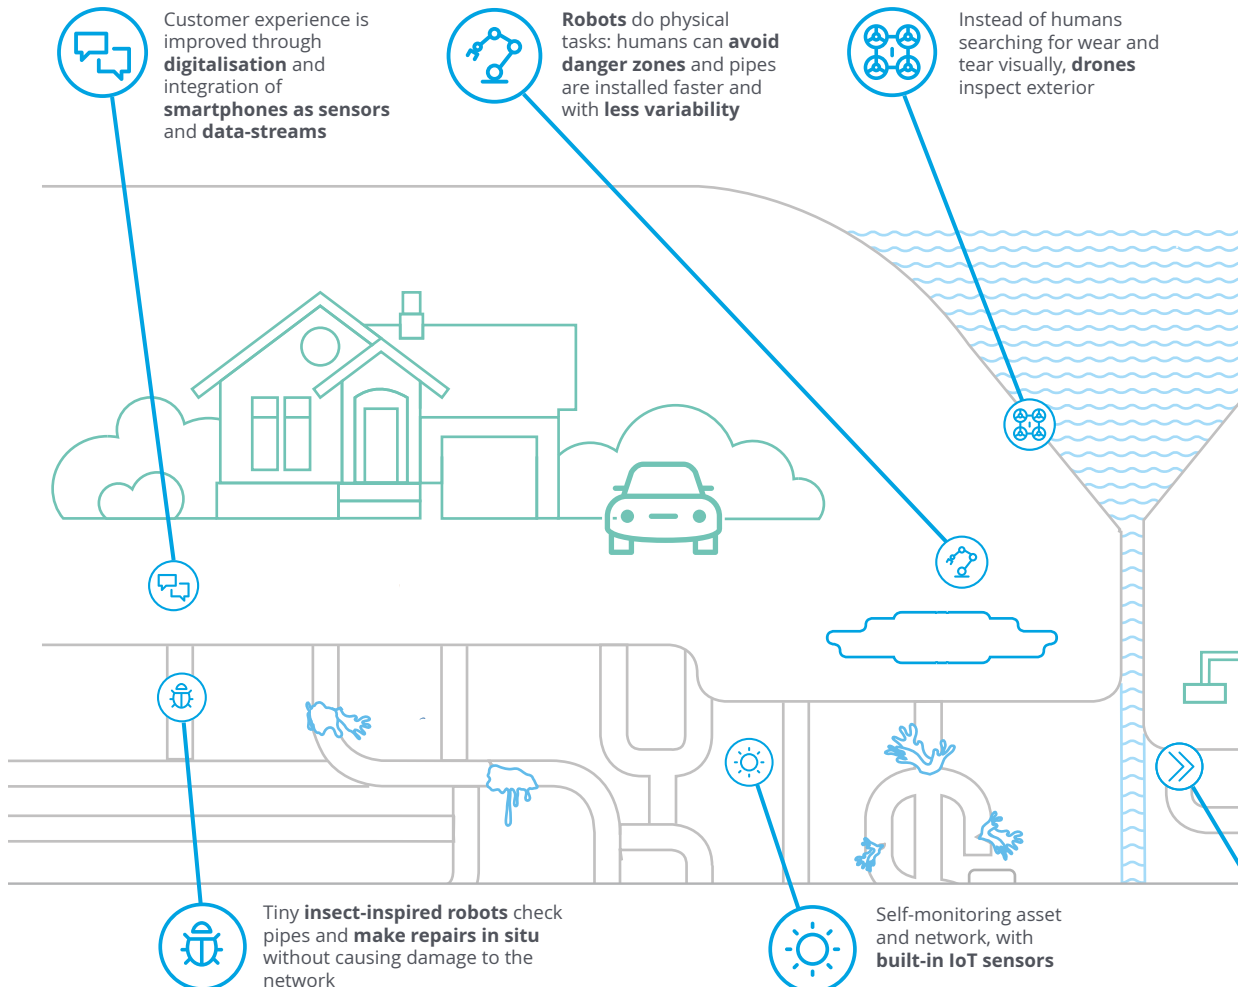 Customer experience is
improved through
digitalisation and
integration of
smartphones as sensors
and data-streams
Robots do physical
tasks: humans can avoid
danger zones and pipes
are installed faster and
with less variability
Instead of humans
searching for wear and
tear visually, drones
inspect exterior
Tiny insect-inspired robots check
pipes and make repairs in situ
without causing damage to the
network
Self-monitoring asset
and network, with
built-in IoT sensors